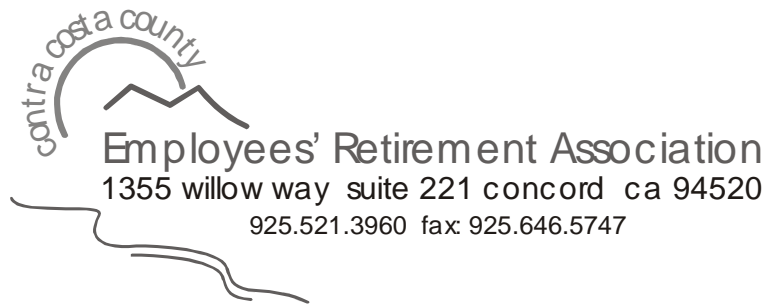 contra costa county
Employees' Retirement Association
1355 willow way suite 221 concord ca 94520
925.521.3960 fax: 925.646.5747